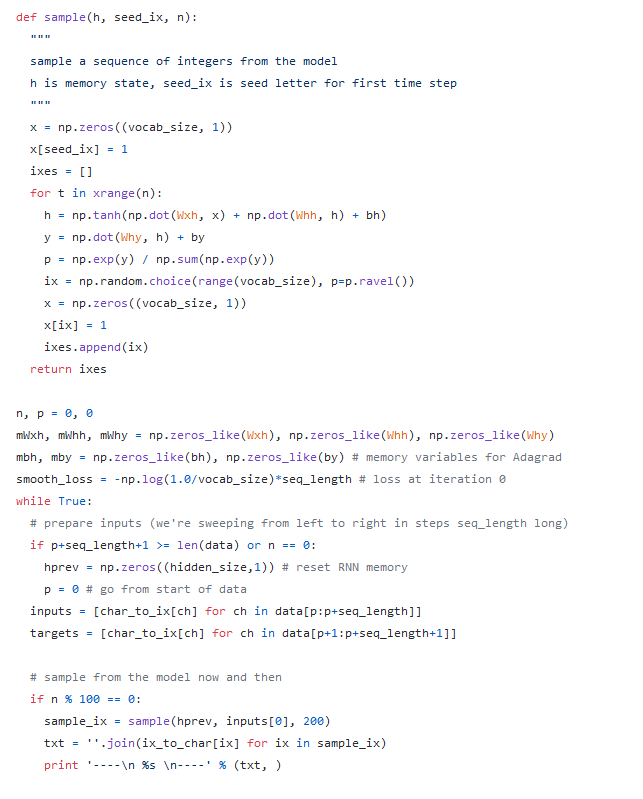 def sample(h, seed_ix, n):
  """
  sample a sequence of integers from the model
  h is memory state, seed_ix is seed letter for first time step
  """
  x = np.zeros((vocab_size, 1))
  x[seed_ix] = 1
  ixes = []
  for t in xrange(n):
    h = np.tanh(np.dot(Wxh, x) + np.dot(Whh, h) + bh)
    y = np.dot(Why, h) + by
    p = np.exp(y) / np.sum(np.exp(y))
    ix = np.random.choice(range(vocab_size), p=p.ravel())
    x = np.zeros((vocab_size, 1))
    x[ix] = 1
    ixes.append(ix)
  return ixes

n, p = 0, 0
mWxh, mWhh, mWhy = np.zeros_like(Wxh), np.zeros_like(Whh), np.zeros_like(Why)
mbh, mby = np.zeros_like(bh), np.zeros_like(by) # memory variables for Adagrad
smooth_loss = -np.log(1.0/vocab_size)*seq_length # loss at iteration 0
while True:
  # prepare inputs (we're sweeping from left to right in steps seq_length long)
  if p+seq_length+1 >= len(data) or n == 0:
    hprev = np.zeros((hidden_size,1)) # reset RNN memory
    p = 0 # go from start of data
  inputs = [char_to_ix[ch] for ch in data[p:p+seq_length]]
  targets = [char_to_ix[ch] for ch in data[p+1:p+seq_length+1]]

  # sample from the model now and then
  if n % 100 == 0:
    sample_ix = sample(hprev, inputs[0], 200)
    txt = ''.join(ix_to_char[ix] for ix in sample_ix)
    print '----\n %s \n----' % (txt, )